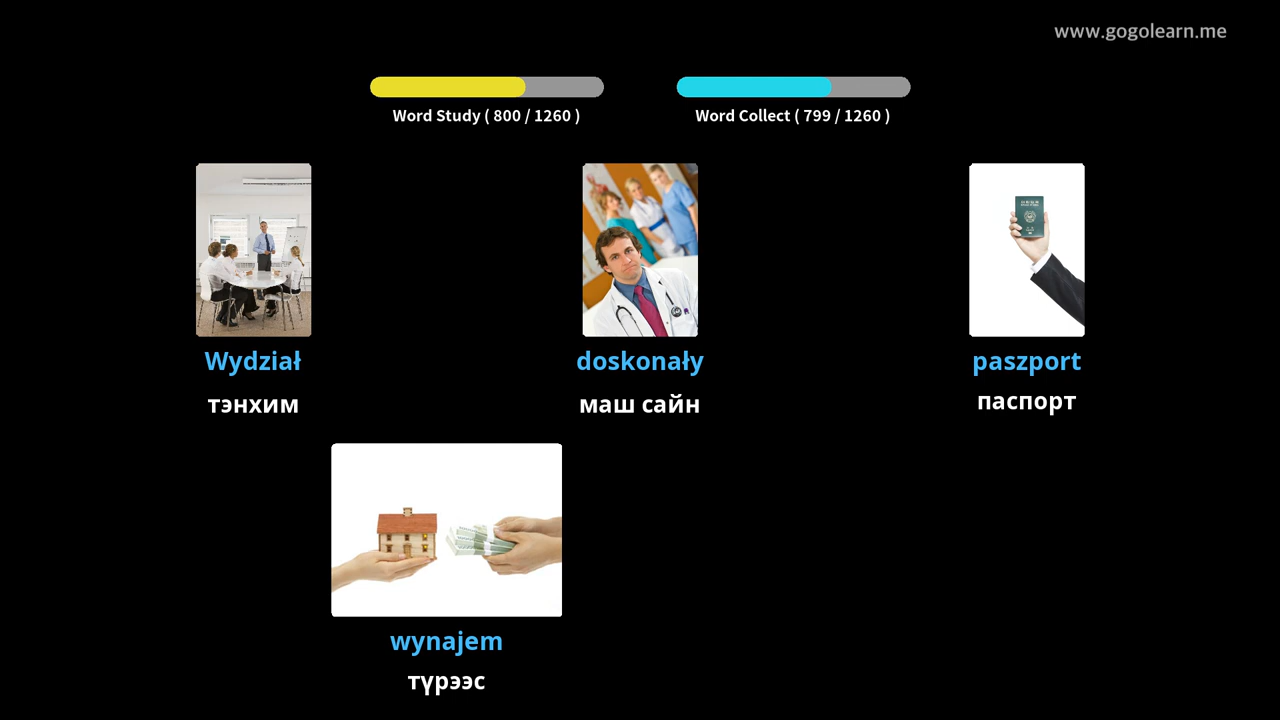 www.gogolearn.me
Word Study ( 800 / 1260 )
Word Collect ( 799 / 1260 )
Wydział
doskonały
paszport
тэнхим
маш сайн
паспорт
wynajem
түрээс